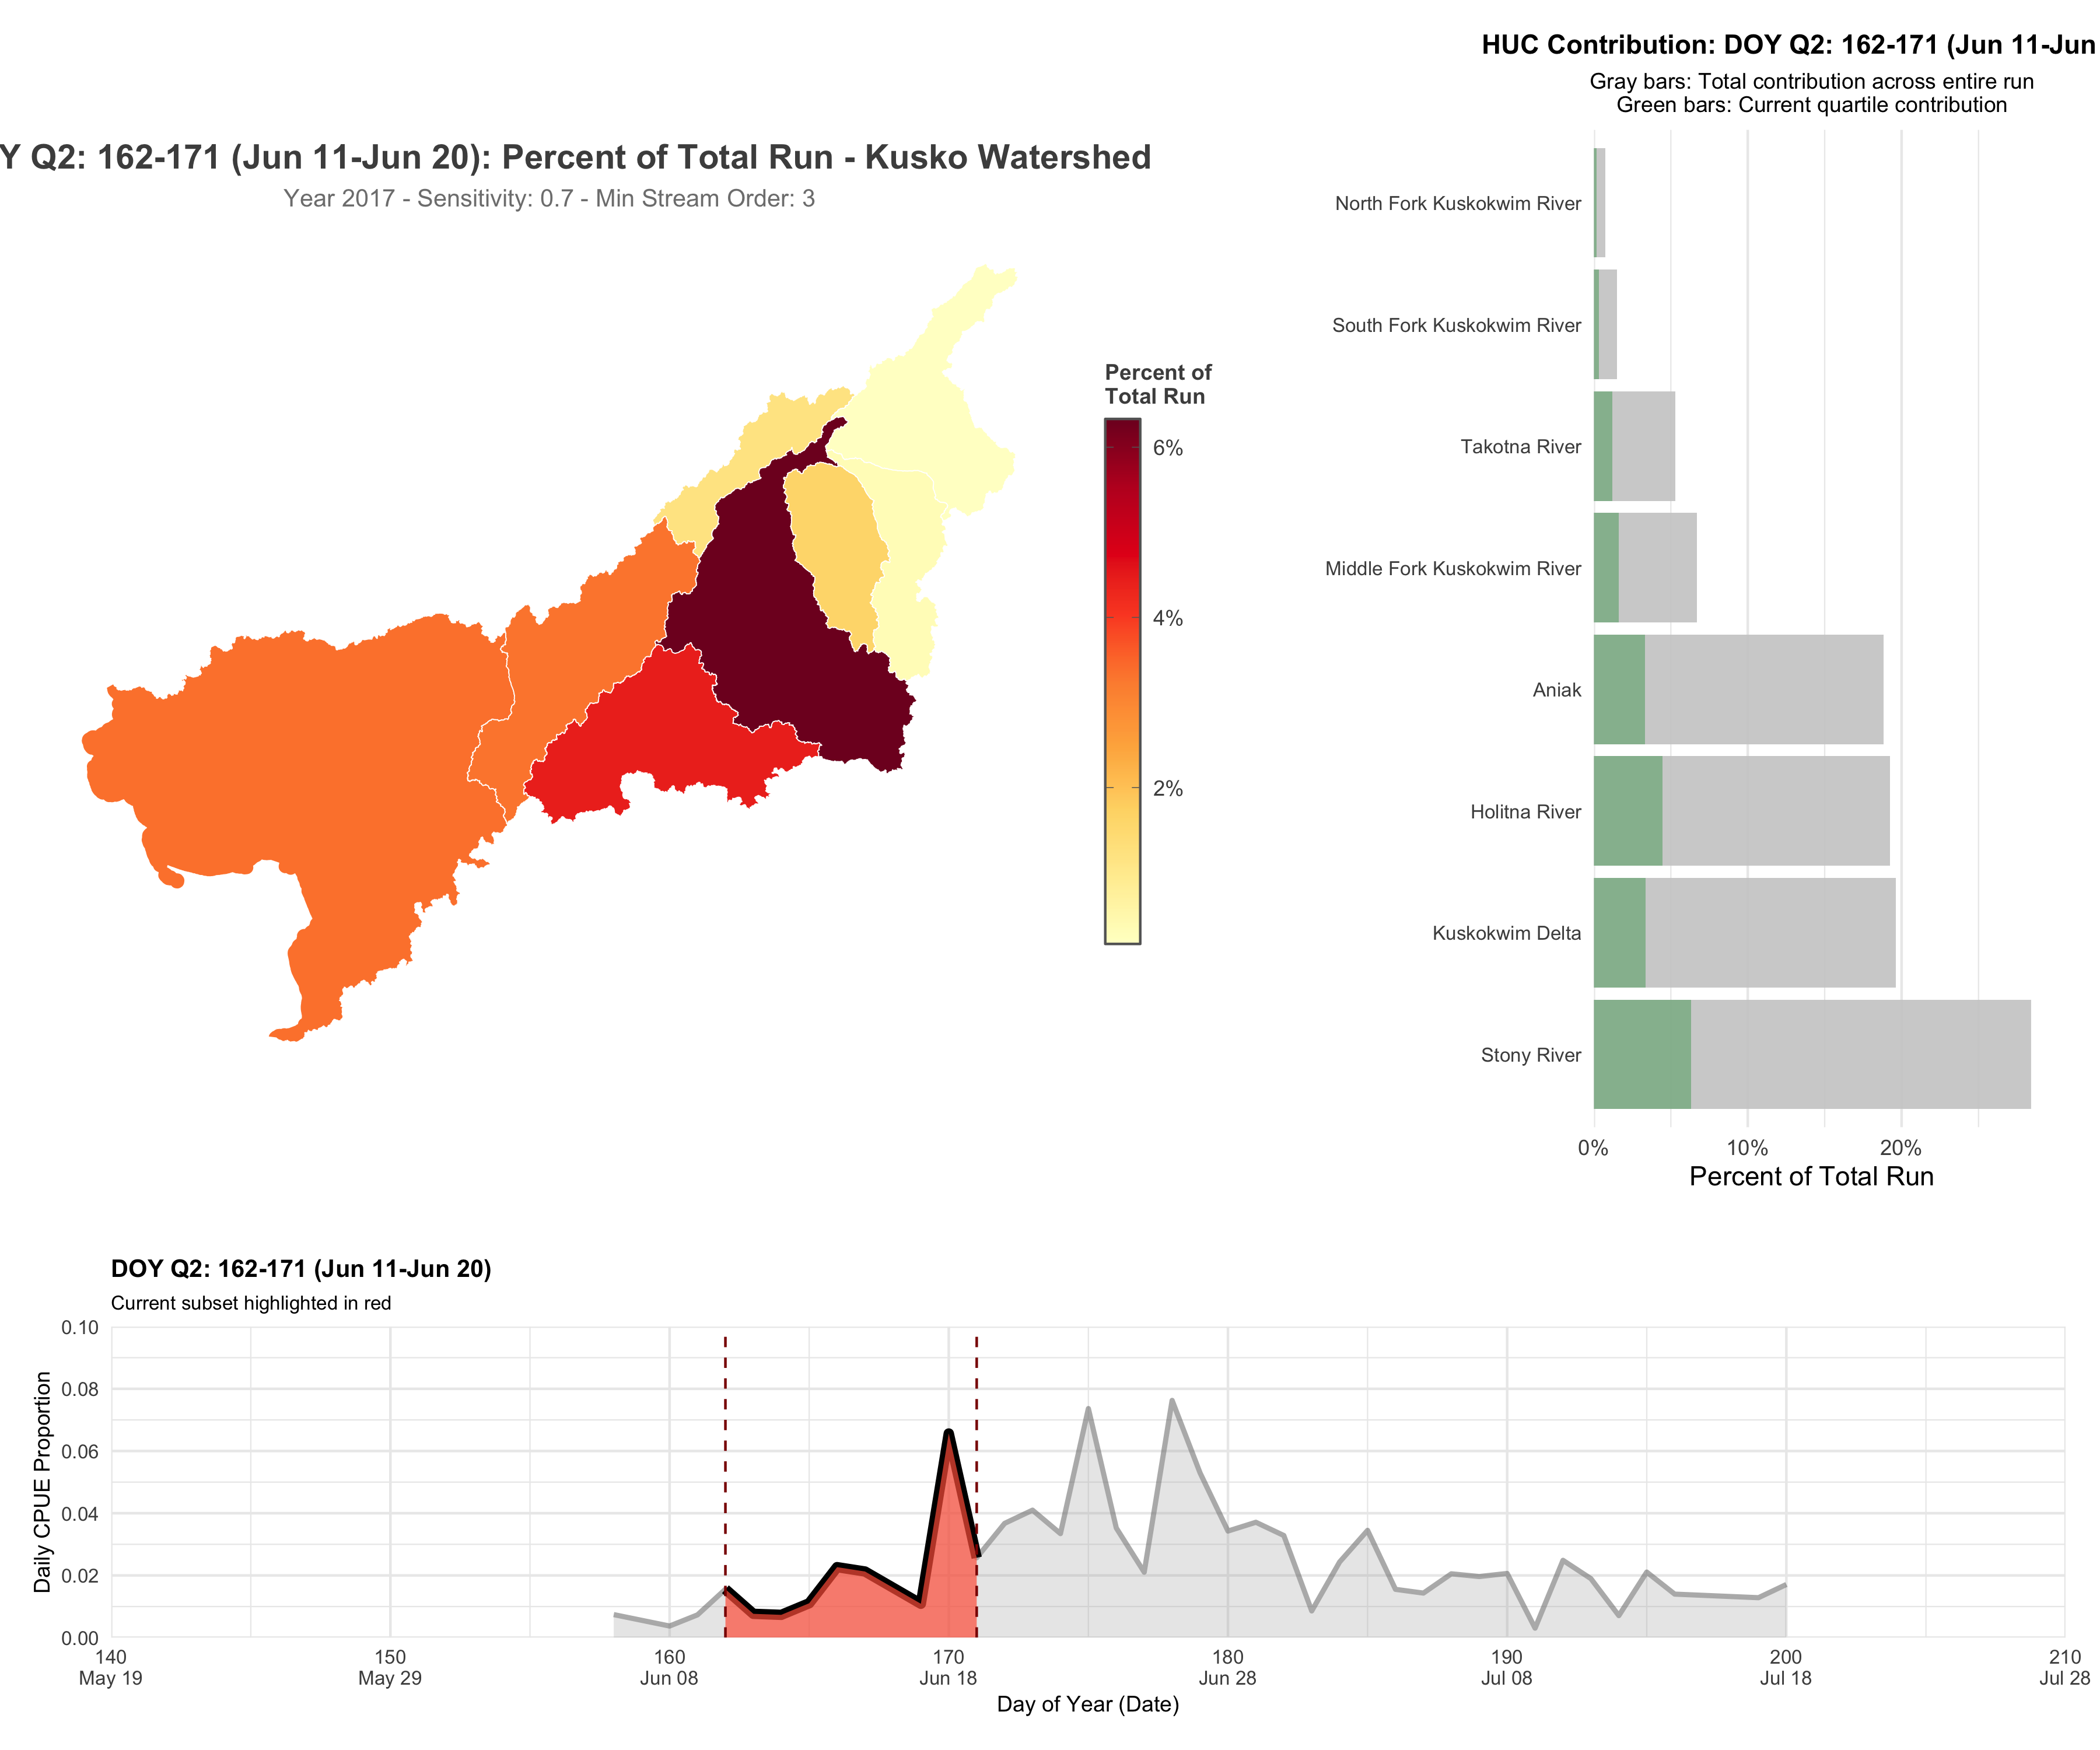 Y Q2: 162-171 (Jun 11-Jun 20): Percent of Total Run - Kusko Watershed
Year 2017 - Sensitivity: 0.7 - Min Stream Order: 3
Percent of
Total Run
6%
4%
2%
HUC Contribution: DOY Q2: 162-171 (Jun 11-Jun
Gray bars: Total contribution across entire run
Green bars: Current quartile contribution
North Fork Kuskokwim River
South Fork Kuskokwim River
Takotna River
Middle Fork Kuskokwim River
Aniak
Holitna River
Kuskokwim Delta
Stony River
0% 10% 20%
Percent of Total Run
DOY Q2: 162-171 (Jun 11-Jun 20)
Current subset highlighted in red
Daily CPUE Proportion
0.10
0.08
0.06
0.04
0.02
0.00
140 150 160 170 180 190 200 210
May 19 May 29 Jun 08 Jun 18 Jun 28 Jul 08 Jul 18 Jul 28
Day of Year (Date)